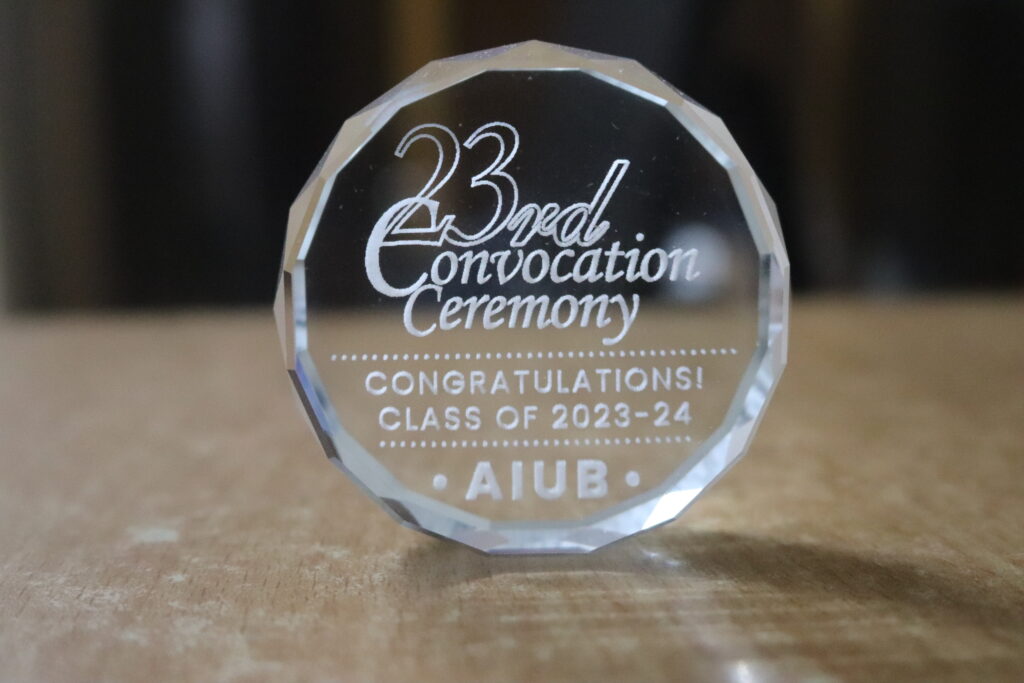 23rd
Convocation
Ceremony
CONGRATULATIONS!
CLASS OF 2023-24
• AIUB •